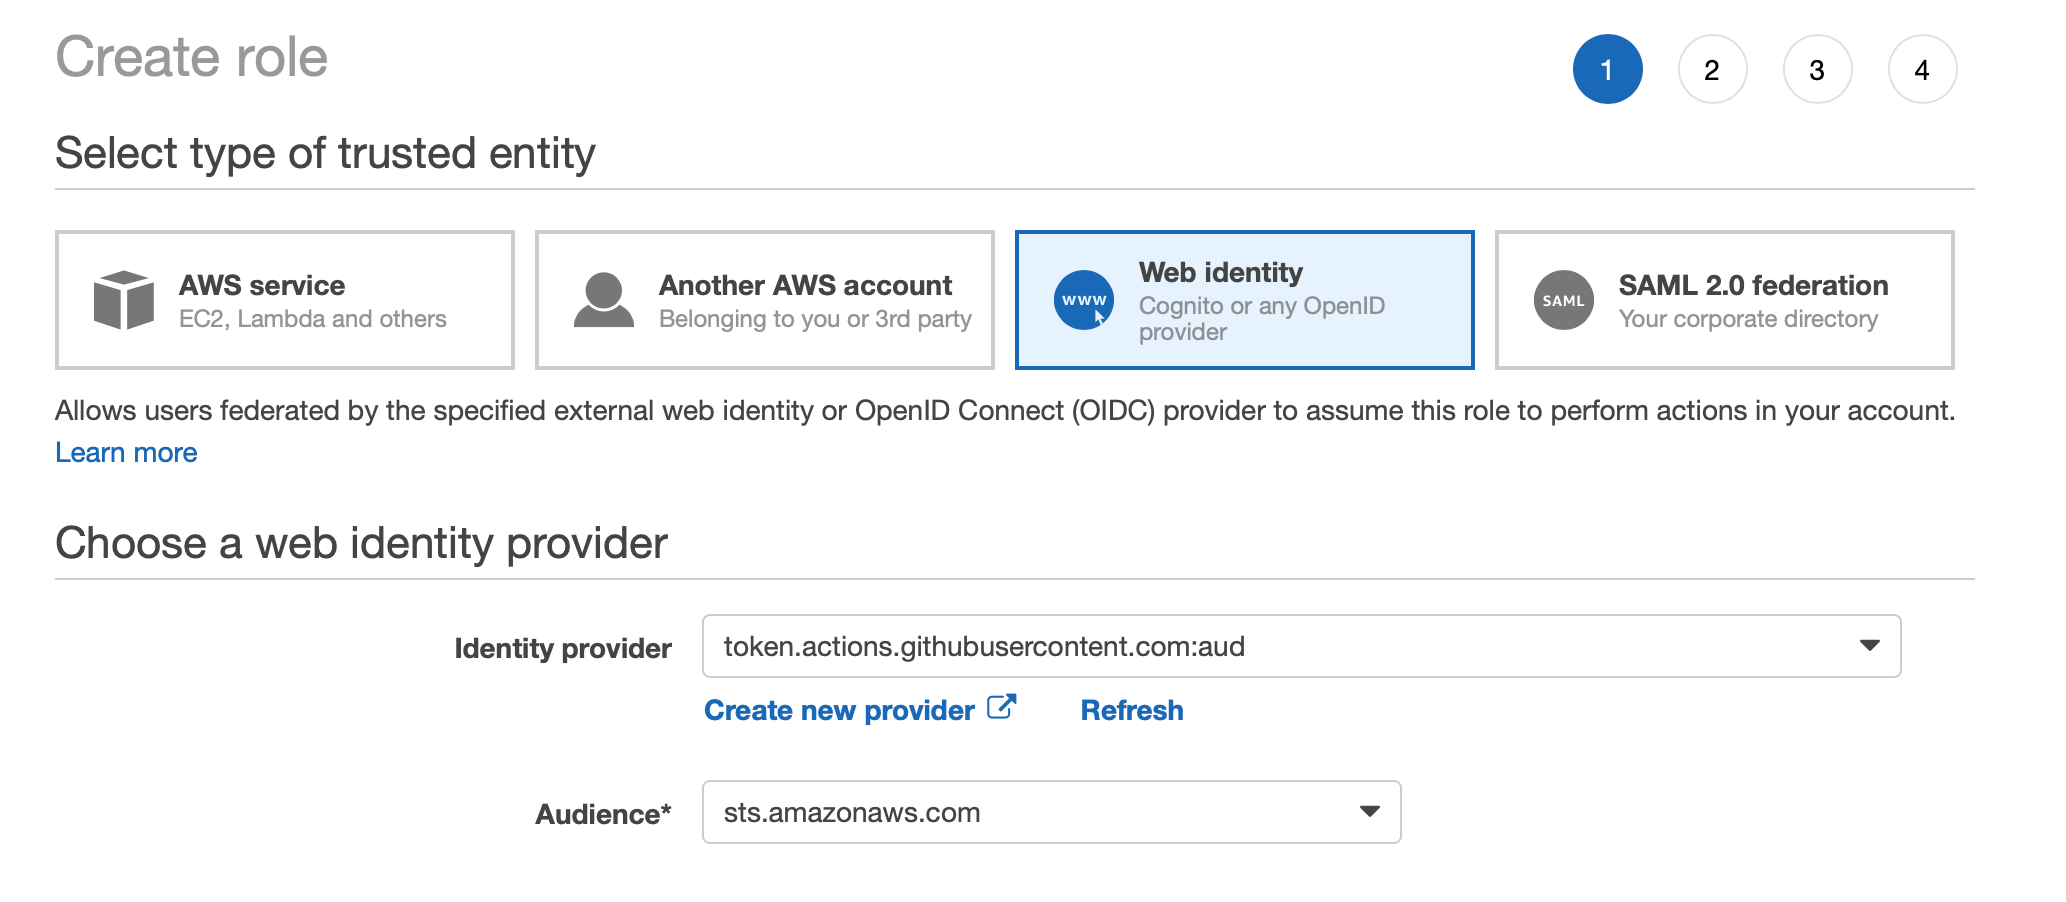 Create role
1 2 3 4
Select type of trusted entity
AWS service
EC2, Lambda and others
Another AWS account
Belonging to you or 3rd party
www
Web identity
Cognito or any OpenID
provider
SAML
SAML 2.0 federation
Your corporate directory
Allows users federated by the specified external web identity or OpenID Connect (OIDC) provider to assume this role to perform actions in your account.
Learn more
Choose a web identity provider
Identity provider token.actions.githubusercontent.com:aud
Create new provider Refresh
Audience* sts.amazonaws.com